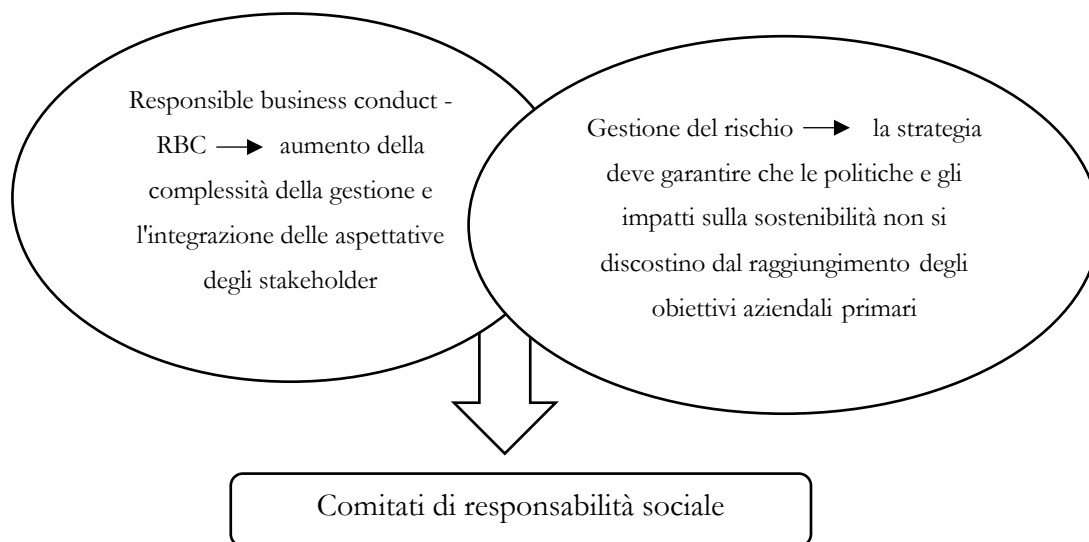 Responsible business conduct -
RBC → aumento della
complessità della gestione e
l'integrazione delle aspettative
degli stakeholder
Gestione del rischio → la strategia
deve garantire che le politiche e gli
impatti sulla sostenibilità non si
discostino dal raggiungimento degli
obiettivi aziendali primari
Comitati di responsabilità sociale